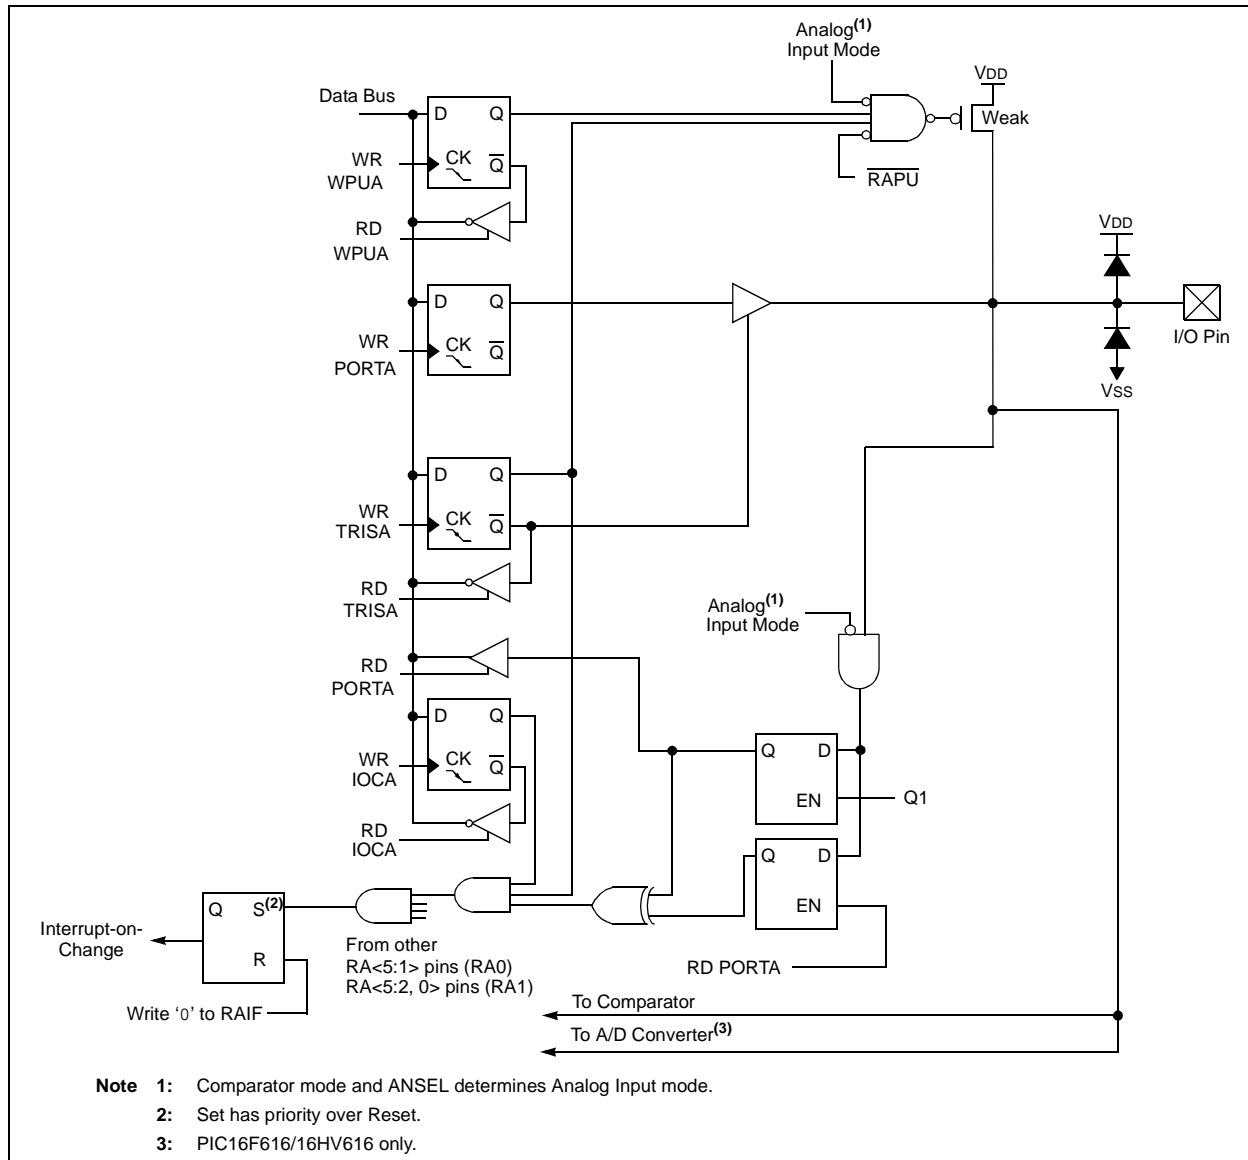 Analog(1)
Input Mode
VDD
Data Bus
D Q
Weak
WR
WPUA
CK Q
RAPU
RD
WPUA
VDD
D Q
I/O Pin
WR
PORTA
CK Q
VSS
D Q
WR
TRISA
CK Q
RD
TRISA
Analog(1)
Input Mode
RD
PORTA
D Q
Q D
WR
IOCA
CK Q
EN
Q1
RD
IOCA
Q D
Q S(2)
EN
Interrupt-on-
Change
R
From other
RA<5:1> pins (RA0)
RA<5:2, 0> pins (RA1)
RD PORTA
Write ‘0’ to RAIF
To Comparator
To A/D Converter(3)
Note 1: Comparator mode and ANSEL determines Analog Input mode.
2: Set has priority over Reset.
3: PIC16F616/16HV616 only.